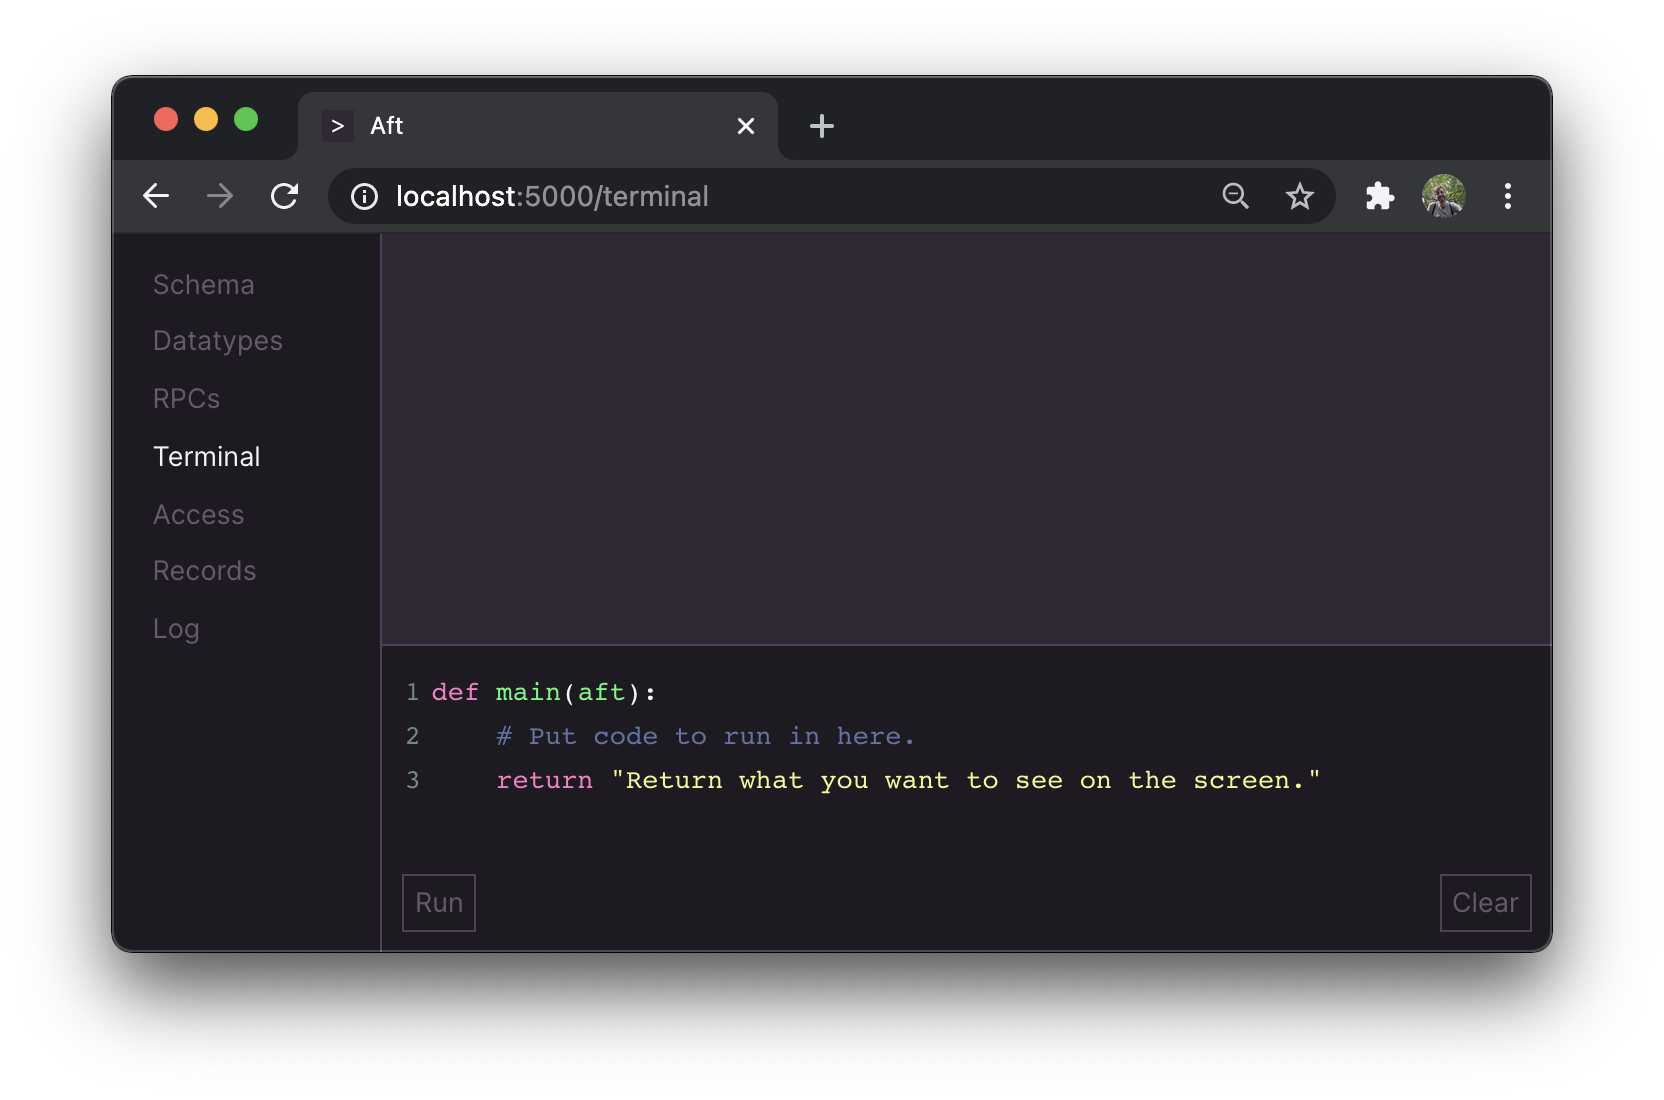 > Aft
localhost:5000/terminal
Schema
Datatypes
RPCs
Terminal
Access
Records
Log
1 def main(aft):
2     # Put code to run in here.
3     return "Return what you want to see on the screen."
Run
Clear